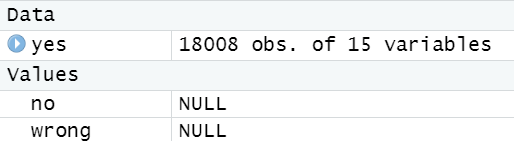 Data
yes 18008 obs. of 15 variables
Values
no NULL
wrong NULL